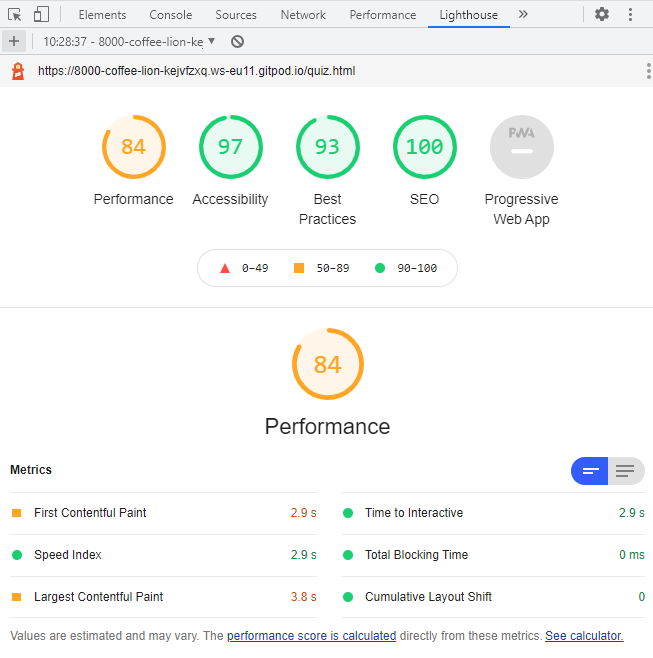 Elements Console Sources Network Performance Lighthouse »
+ 10:28:37 - 8000-coffee-lion-ke ▼
https://8000-coffee-lion-kejvfzxq.ws-eu11.gitpod.io/quiz.html
84 97 93 100 PWA
Performance Accessibility Best SEO Progressive
Practices Web App
0–49 50–89 90–100
84
Performance
Metrics
First Contentful Paint 2.9 s Time to Interactive 2.9 s
Speed Index 2.9 s Total Blocking Time 0 ms
Largest Contentful Paint 3.8 s Cumulative Layout Shift 0
Values are estimated and may vary. The performance score is calculated directly from these metrics. See calculator.